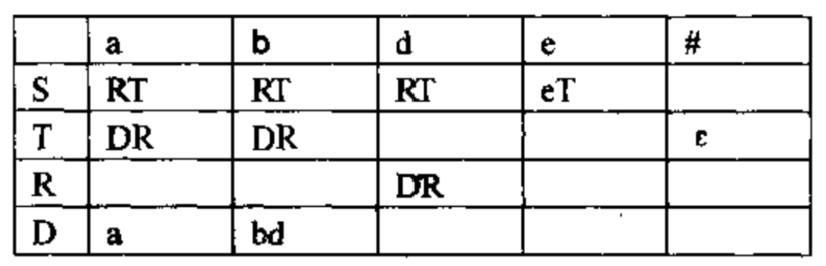 a b d e #
S RT RT RT eT
T DR DR ε
R DR
D a bd